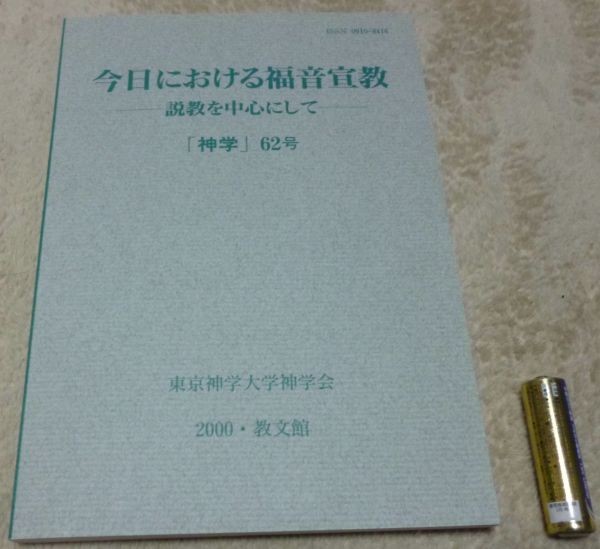 今日における福音宣教
―説教を中心にして―
「神学」62号
東京神学大学神学会
2000・教文館